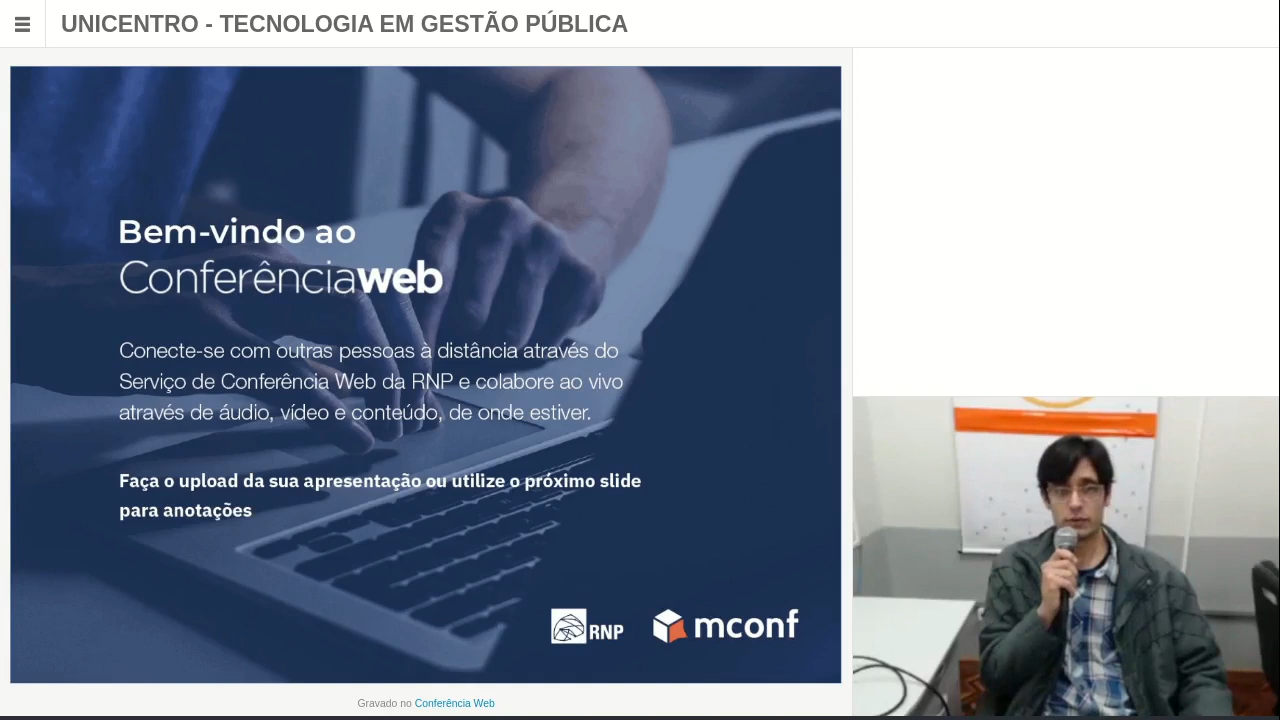 UNICENTRO - TECNOLOGIA EM GESTÃO PÚBLICA
Bem-vindo ao
Conferênciaweb
Conecte-se com outras pessoas à distância através do
Serviço de Conferência Web da RNP e colabore ao vivo
através de áudio, vídeo e conteúdo, de onde estiver.
Faça o upload da sua apresentação ou utilize o próximo slide
para anotações
RNP
mconf
Gravado no Conferência Web